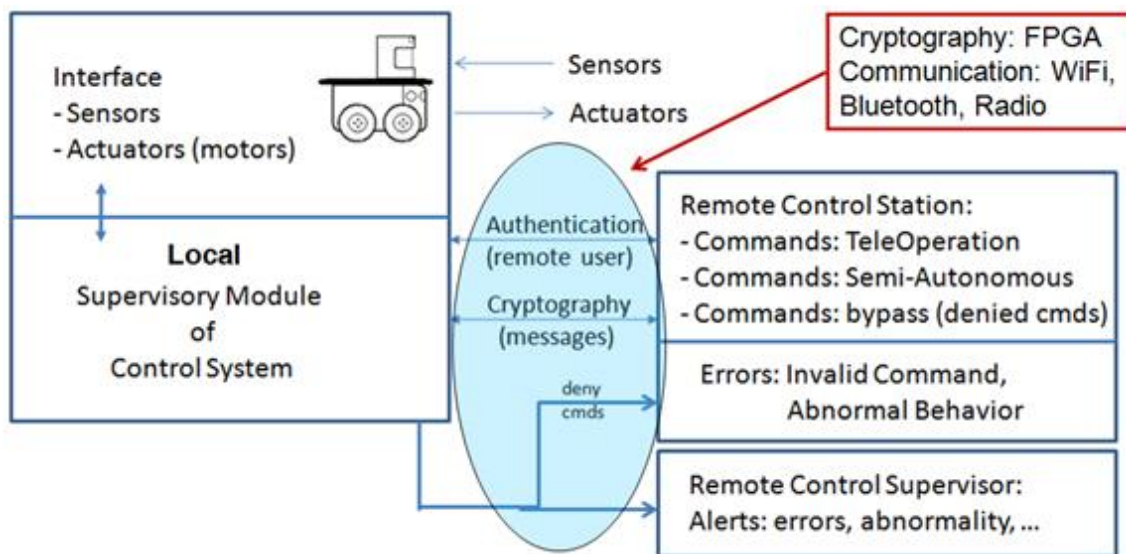 Interface
- Sensors
- Actuators (motors)
Sensors
Actuators
Cryptography: FPGA
Communication: WiFi,
Bluetooth, Radio
Local
Supervisory Module
of
Control System
Authentication
(remote user)
Cryptography
(messages)
deny
cmds
Remote Control Station:
- Commands: TeleOperation
- Commands: Semi-Autonomous
- Commands: bypass (denied cmds)
Errors: Invalid Command,
Abnormal Behavior
Remote Control Supervisor:
Alerts: errors, abnormality, ...